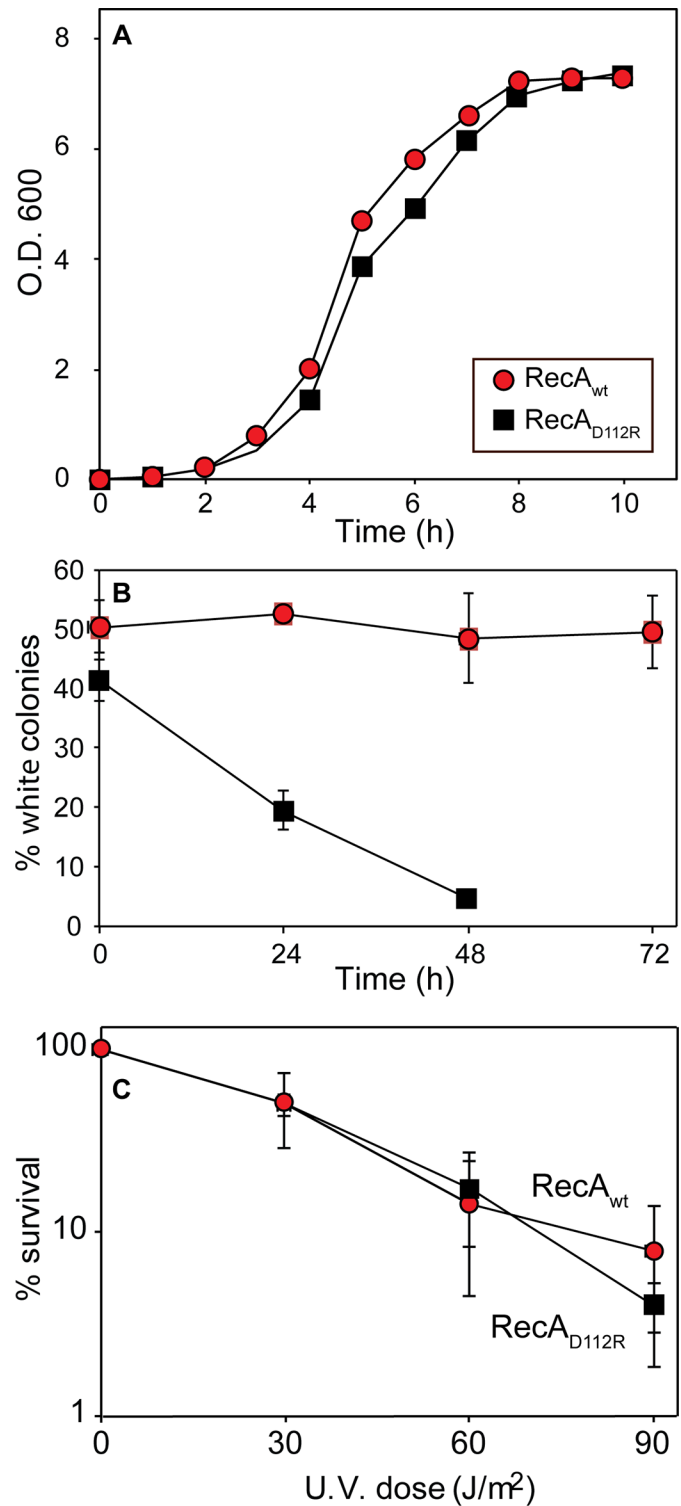 A
8
6
4
2
0
O.D. 600
RecAwt
RecAD112R
0 2 4 6 8 10
Time (h)
B
60
50
40
30
20
10
0
% white colonies
0 24 48 72
Time (h)
C
100
10
1
% survival
RecAwt
RecAD112R
0 30 60 90
U.V. dose (J/m²)